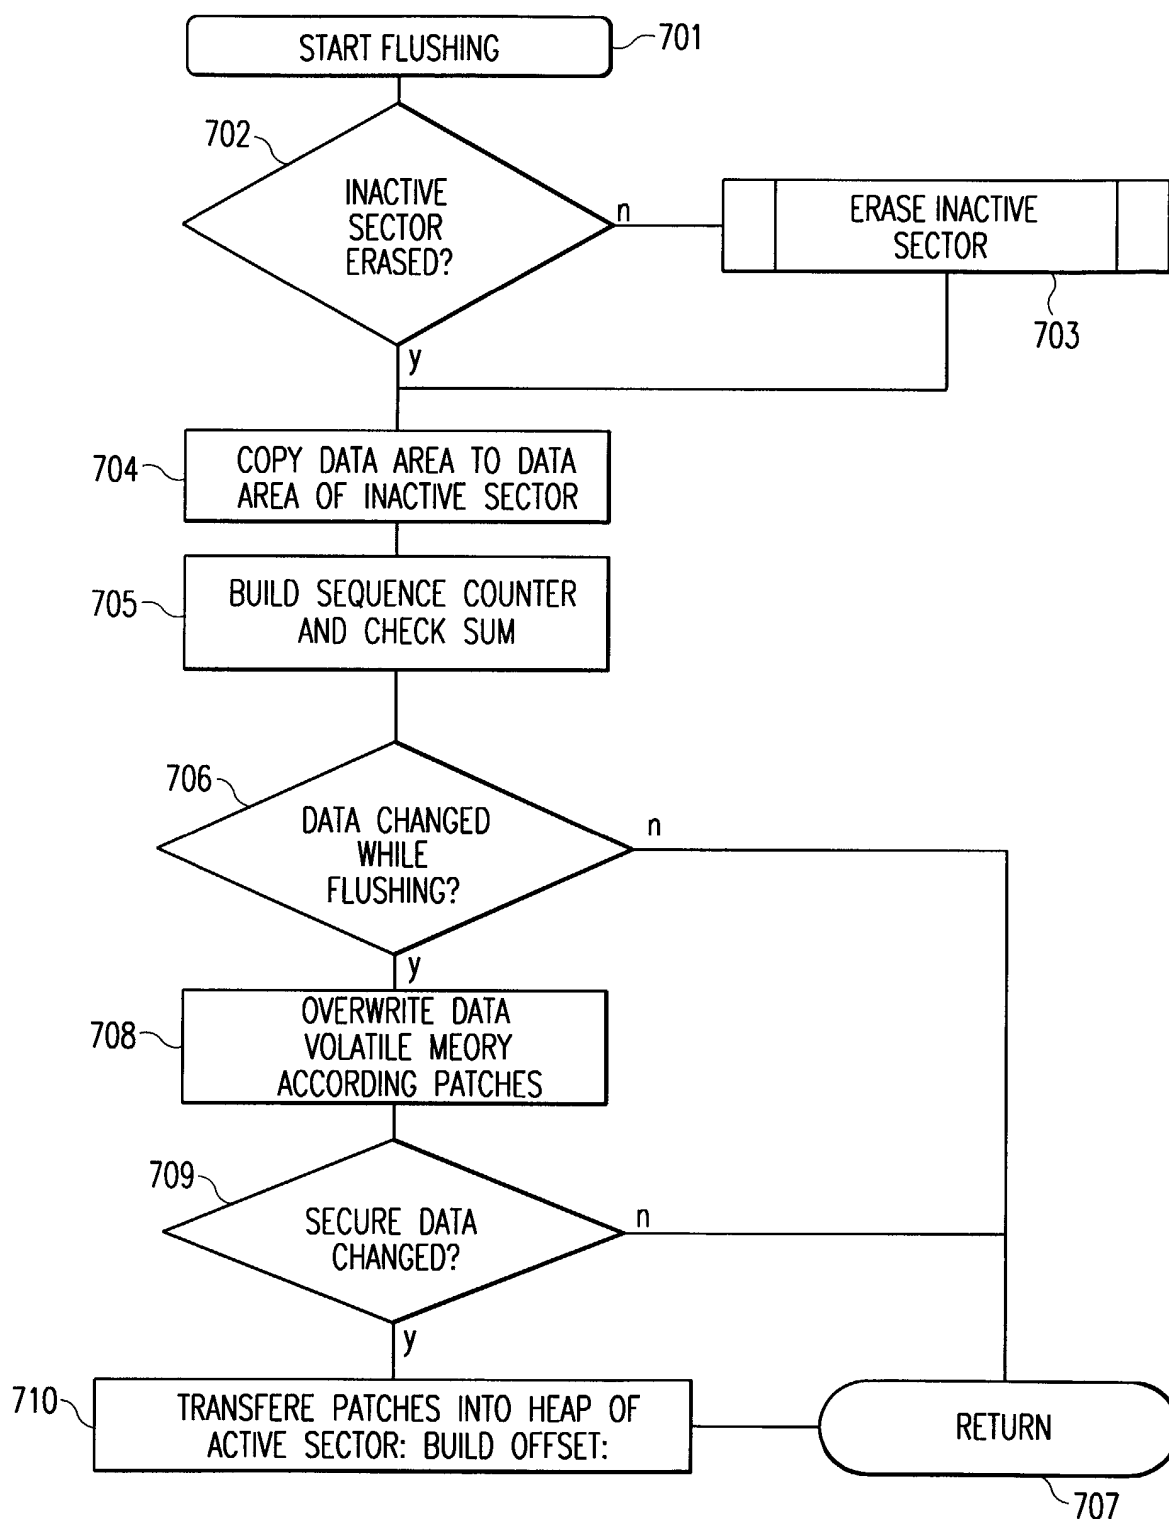 START FLUSHING
701
702
INACTIVE
SECTOR
ERASED?
n
ERASE INACTIVE
SECTOR
703
y
704
COPY DATA AREA TO DATA
AREA OF INACTIVE SECTOR
705
BUILD SEQUENCE COUNTER
AND CHECK SUM
706
DATA CHANGED
WHILE
FLUSHING?
n
y
708
OVERWRITE DATA
VOLATILE MEORY
ACCORDING PATCHES
709
SECURE DATA
CHANGED?
n
y
710
TRANSFERE PATCHES INTO HEAP OF
ACTIVE SECTOR: BUILD OFFSET:
RETURN
707